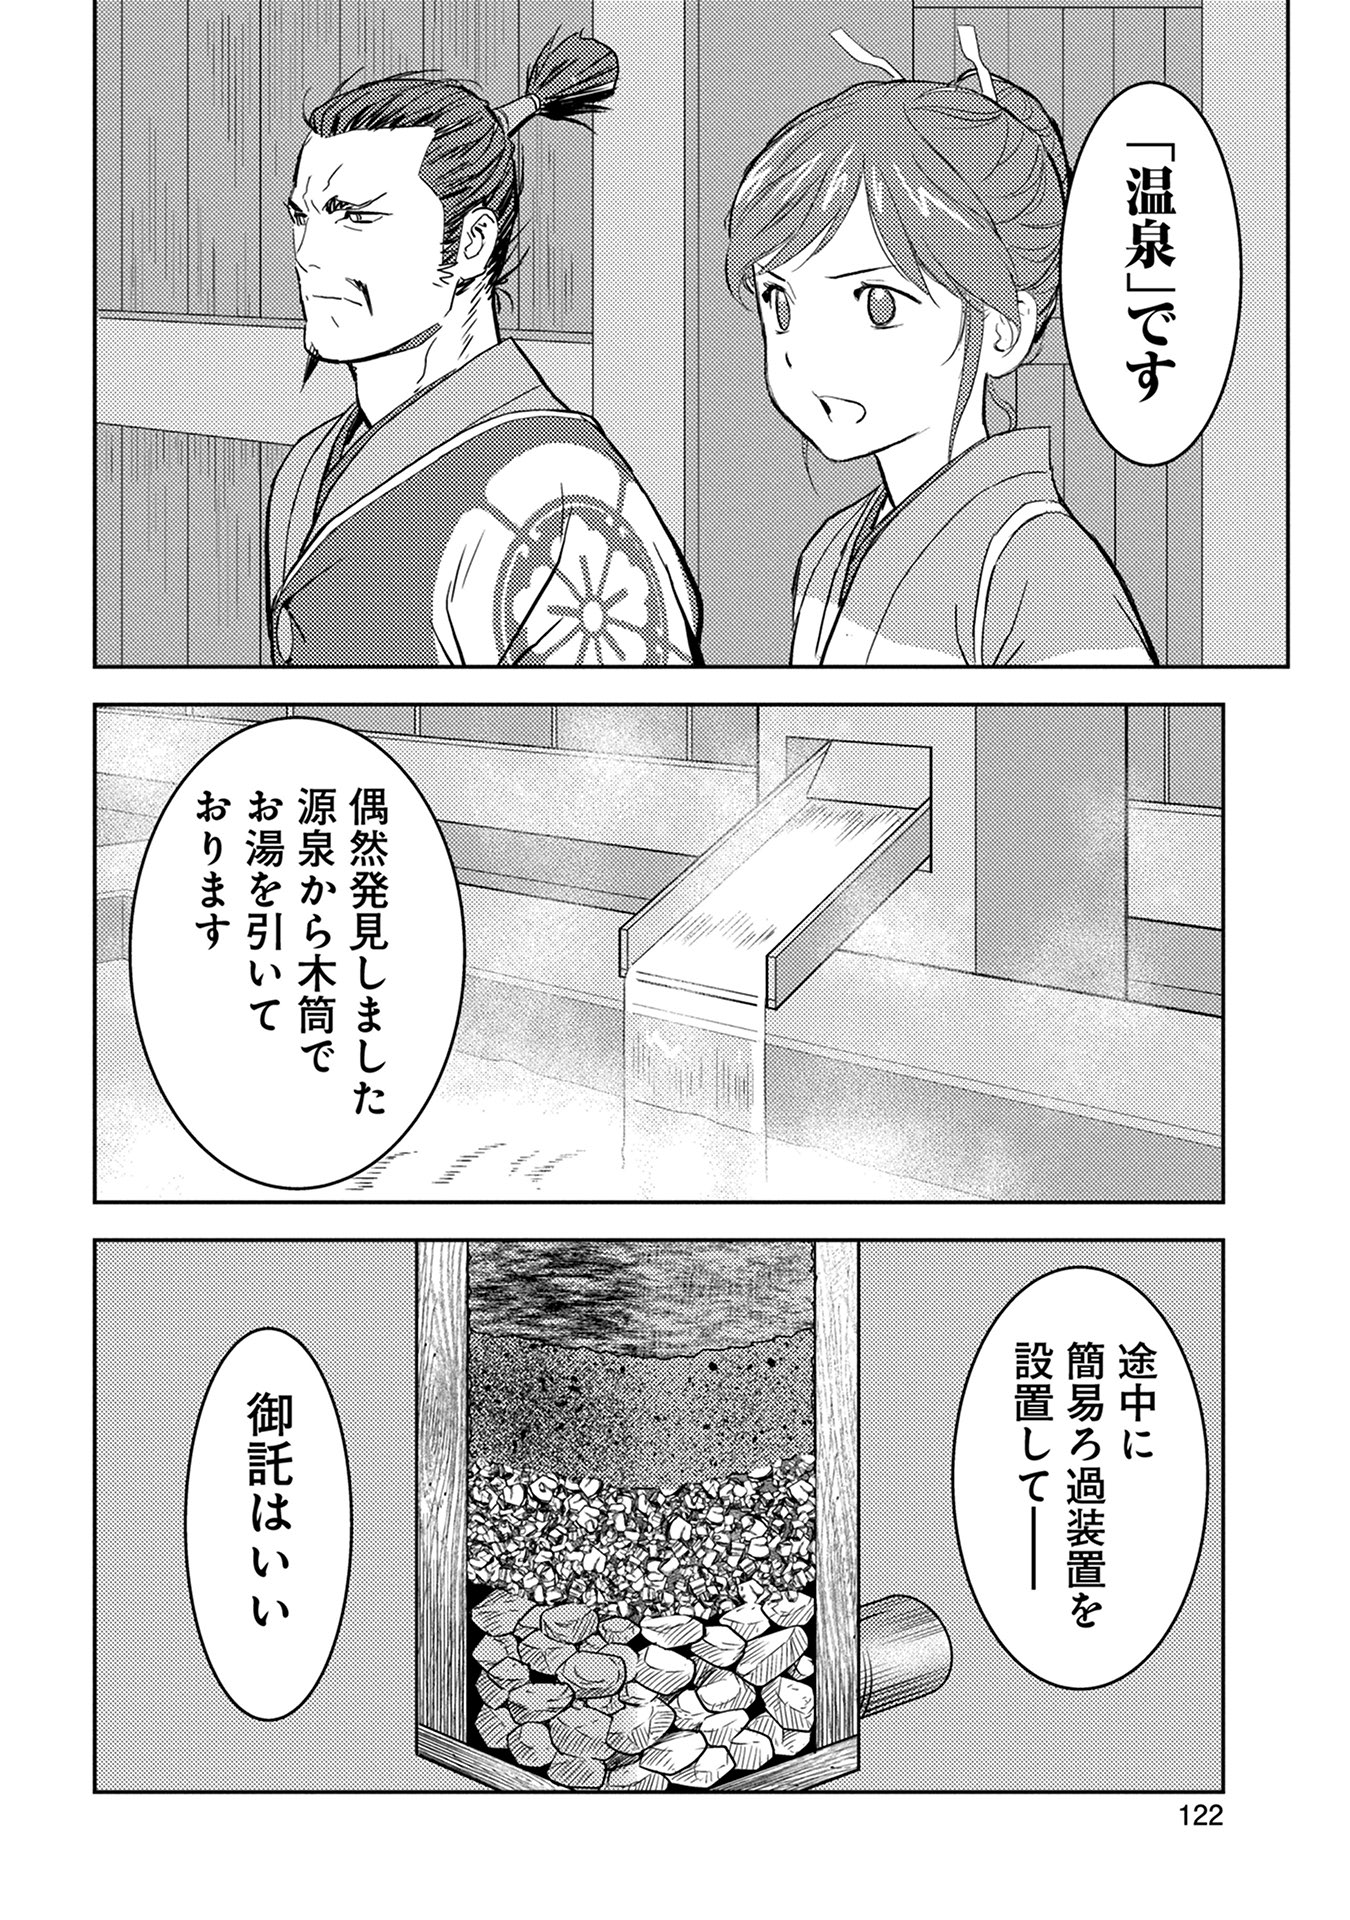 「温泉」です
偶然発見しました
源泉から木筒で
お湯を引いて
おります
途中に
簡易ろ過装置を
設置して――
御託はいい
122